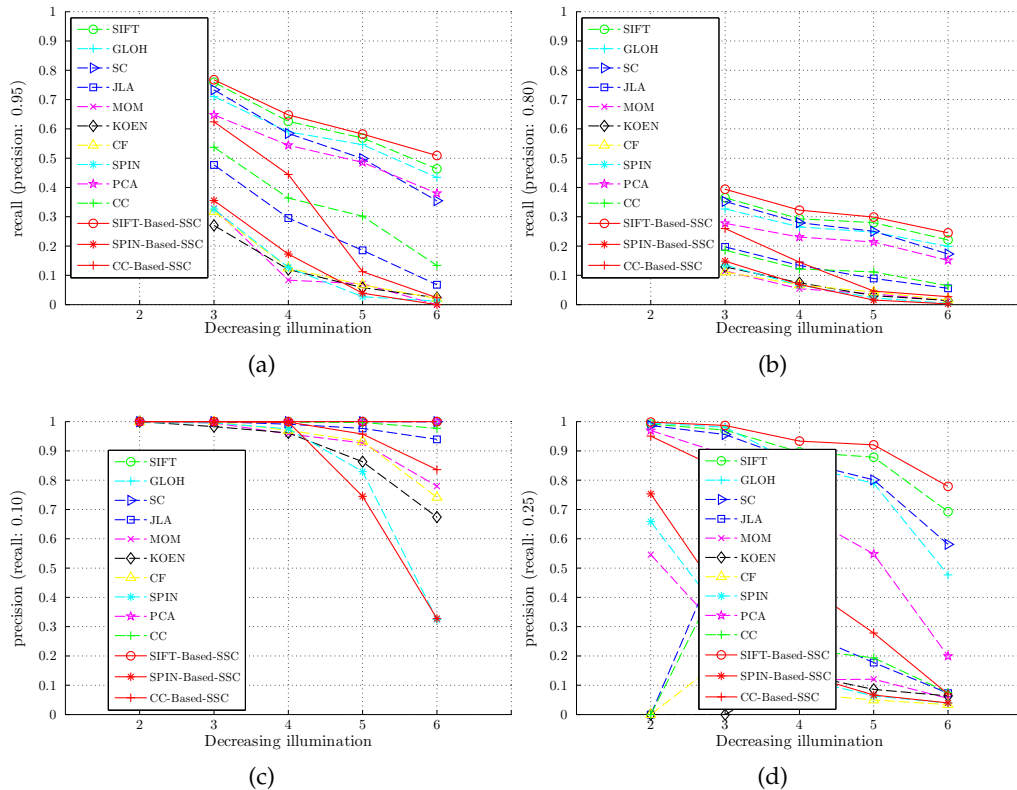 1
0.9
0.8
0.7
0.6
0.5
0.4
0.3
0.2
0.1
0
recall (precision: 0.95)
SIFT
GLOH
SC
JLA
MOM
KOEN
CF
SPIN
PCA
CC
SIFT-Based-SSC
SPIN-Based-SSC
CC-Based-SSC
2 3 4 5 6
Decreasing illumination
(a)
1
0.9
0.8
0.7
0.6
0.5
0.4
0.3
0.2
0.1
0
recall (precision: 0.80)
SIFT
GLOH
SC
JLA
MOM
KOEN
CF
SPIN
PCA
CC
SIFT-Based-SSC
SPIN-Based-SSC
CC-Based-SSC
2 3 4 5 6
Decreasing illumination
(b)
1
0.9
0.8
0.7
0.6
0.5
0.4
0.3
0.2
0.1
0
precision (recall: 0.10)
SIFT
GLOH
SC
JLA
MOM
KOEN
CF
SPIN
PCA
CC
SIFT-Based-SSC
SPIN-Based-SSC
CC-Based-SSC
2 3 4 5 6
Decreasing illumination
(c)
1
0.9
0.8
0.7
0.6
0.5
0.4
0.3
0.2
0.1
0
precision (recall: 0.25)
SIFT
GLOH
SC
JLA
MOM
KOEN
CF
SPIN
PCA
CC
SIFT-Based-SSC
SPIN-Based-SSC
CC-Based-SSC
2 3 4 5 6
Decreasing illumination
(d)